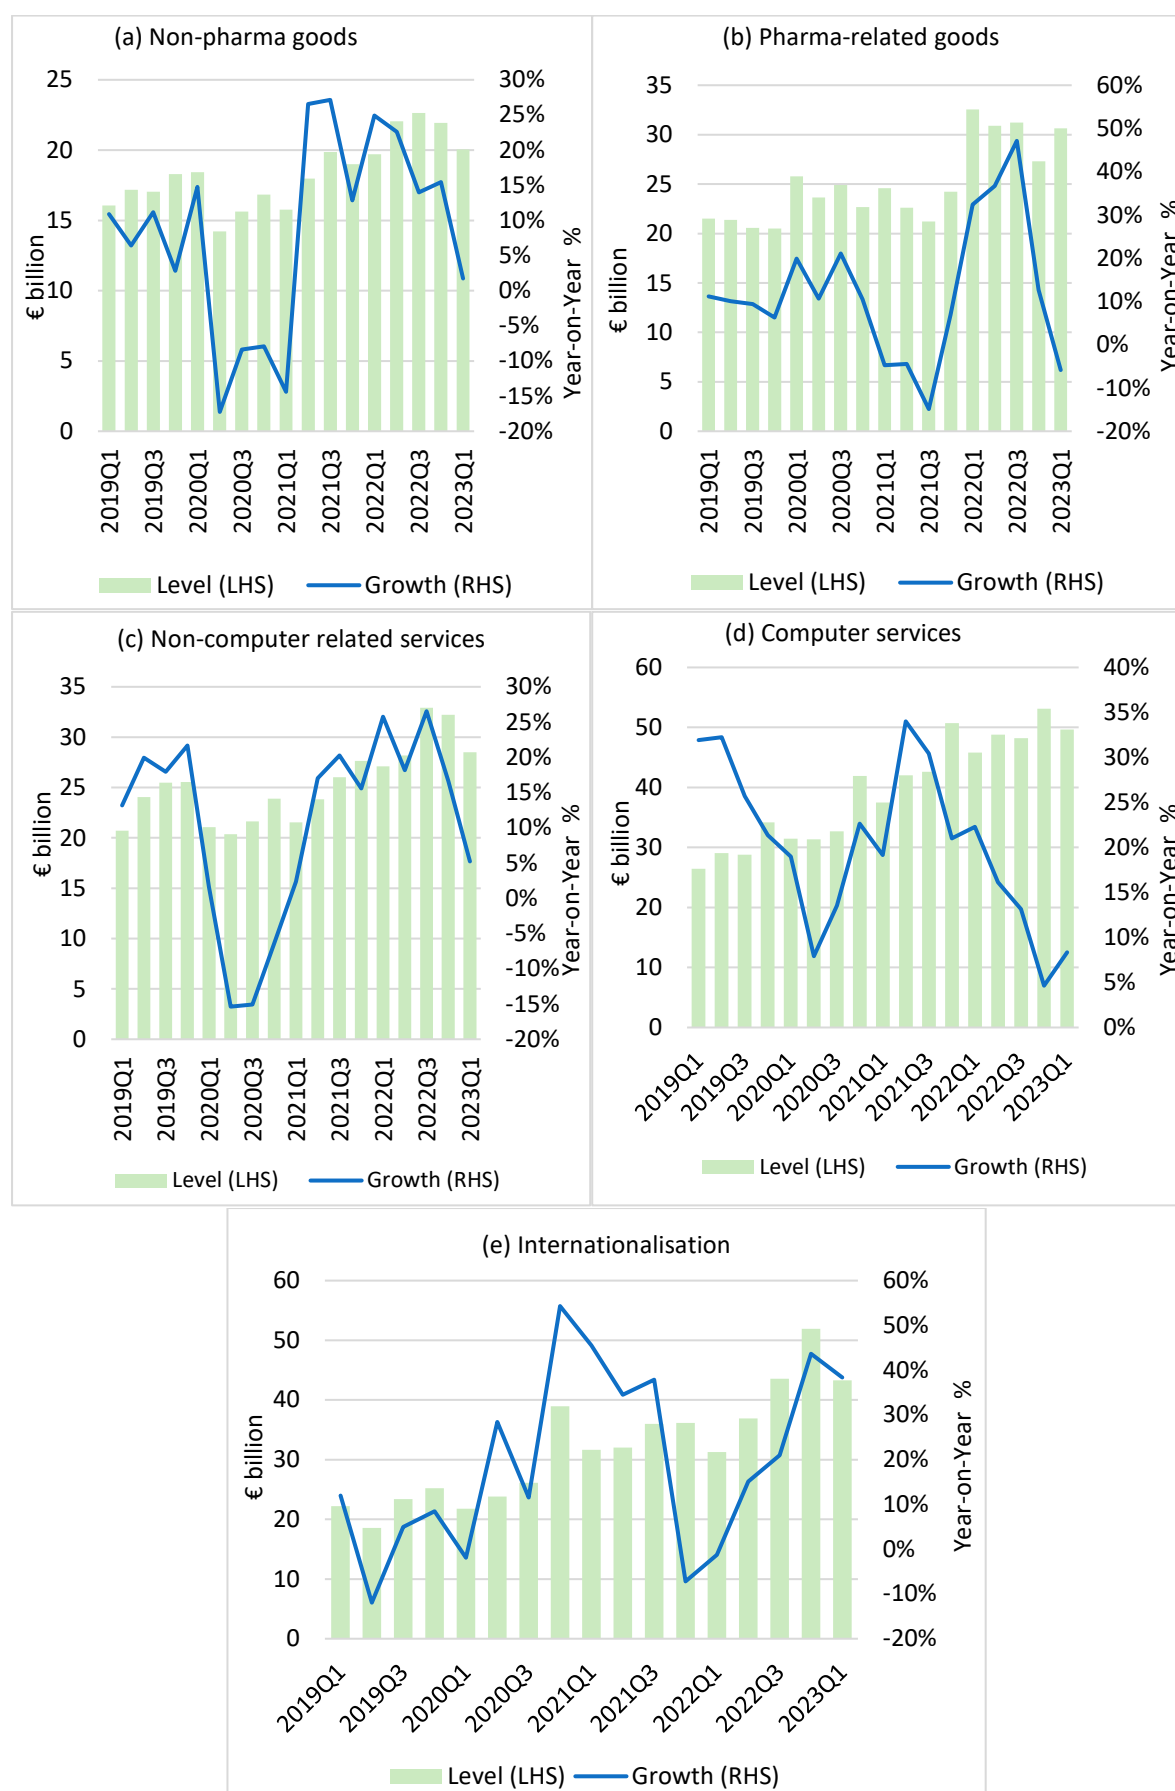 (a) Non-pharma goods
25
20
15
10
5
0
€ billion
30%
25%
20%
15%
10%
5%
0%
-5%
-10%
-15%
-20%
Year-on-Year %
2019Q1
2019Q3
2020Q1
2020Q3
2021Q1
2021Q3
2022Q1
2022Q3
2023Q1
Level (LHS)
Growth (RHS)
(b) Pharma-related goods
35
30
25
20
15
10
5
0
€ billion
60%
50%
40%
30%
20%
10%
0%
-10%
-20%
Year-on-Year %
2019Q1
2019Q3
2020Q1
2020Q3
2021Q1
2021Q3
2022Q1
2022Q3
2023Q1
Level (LHS)
Growth (RHS)
(c) Non-computer related services
35
30
25
20
15
10
5
0
€ billion
30%
25%
20%
15%
10%
5%
0%
-5%
-10%
-15%
-20%
Year-on-Year %
2019Q1
2019Q3
2020Q1
2020Q3
2021Q1
2021Q3
2022Q1
2022Q3
2023Q1
Level (LHS)
Growth (RHS)
(d) Computer services
60
50
40
30
20
10
0
€ billion
40%
35%
30%
25%
20%
15%
10%
5%
0%
Year-on-Year %
2019Q1
2019Q3
2020Q1
2020Q3
2021Q1
2021Q3
2022Q1
2022Q3
2023Q1
Level (LHS)
Growth (RHS)
(e) Internationalisation
60
50
40
30
20
10
0
€ billion
60%
50%
40%
30%
20%
10%
0%
-10%
-20%
Year-on-Year %
2019Q1
2019Q3
2020Q1
2020Q3
2021Q1
2021Q3
2022Q1
2022Q3
2023Q1
Level (LHS)
Growth (RHS)